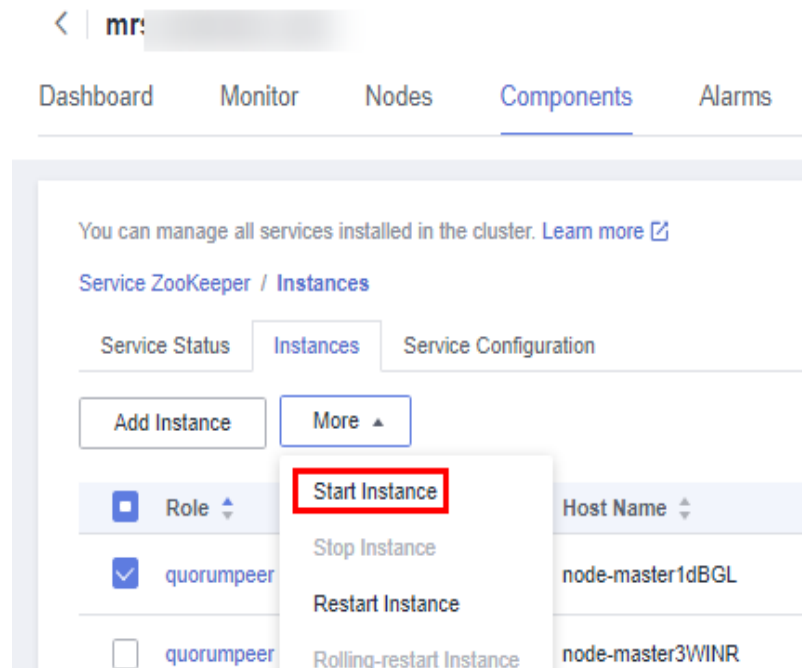 mrs
Dashboard Monitor Nodes Components Alarms
You can manage all services installed in the cluster. Learn more
Service ZooKeeper / Instances
Service Status Instances Service Configuration
Add Instance More
Role Host Name
Start Instance
Stop Instance
quorumpeer node-master1dBGL
Restart Instance
quorumpeer node-master3WINR
Rolling-restart Instance